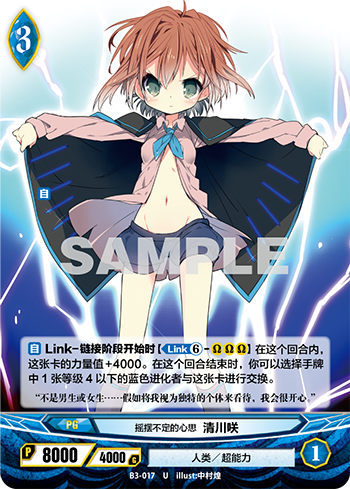 3
自
SAMPLE
自 Link-链接阶段开始时【Link ⑥-ΩΩΩ】在这个回合内,
这张卡的力量值+4000。在这个回合结束时,你可以选择手牌
中1张等级4以下的蓝色进化者与这张卡进行交换。
“不是男生或女生……假如将我视为独特的个体来看待,我会很开心。”
P6 摇摆不定的心思 清川咲
P 8000 / 4000 G
人类/超能力
1
B3-017 U illust:中村煌